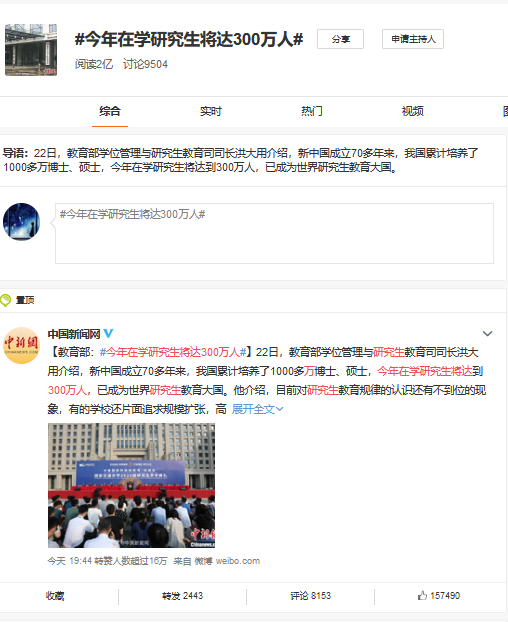 #今年在学研究生将达300万人#
分享
申请主持人
阅读2亿 讨论9504
综合
实时
热门
视频
导语：22日，教育部学位管理与研究生教育司司长洪大用介绍，新中国成立70多年来，我国累计培养了
1000多万博士、硕士，今年在学研究生将达到300万人，已成为世界研究生教育大国。
#今年在学研究生将达300万人#
置顶
中国新闻网
【教育部：#今年在学研究生将达300万人#】22日，教育部学位管理与研究生教育司司长洪大
用介绍，新中国成立70多年来，我国累计培养了1000多万博士、硕士，今年在学研究生将达到
300万人，已成为世界研究生教育大国。他介绍，目前对研究生教育规律的认识还有不到位的现
象，有的学校还片面追求规模扩张，高 展开全文
中新网
CHINANEWS.COM
@中国新闻网
中新网
Chinanews.com
今天 19:44 转赞人数超过16万 来自 微博 weibo.com
收藏
转发 2443
评论 8153
157490